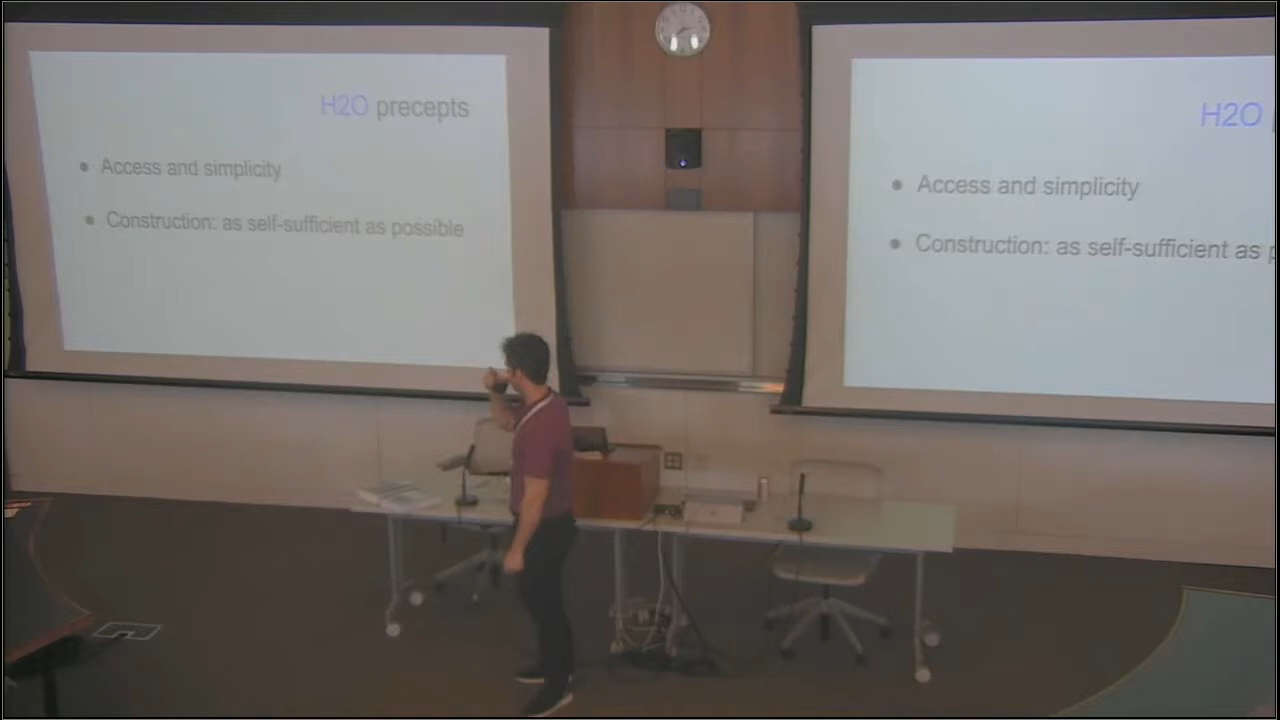 H2O precepts
Access and simplicity
Construction: as self-sufficient as possible
H2O
Access and simplicity
Construction: as self-sufficient as